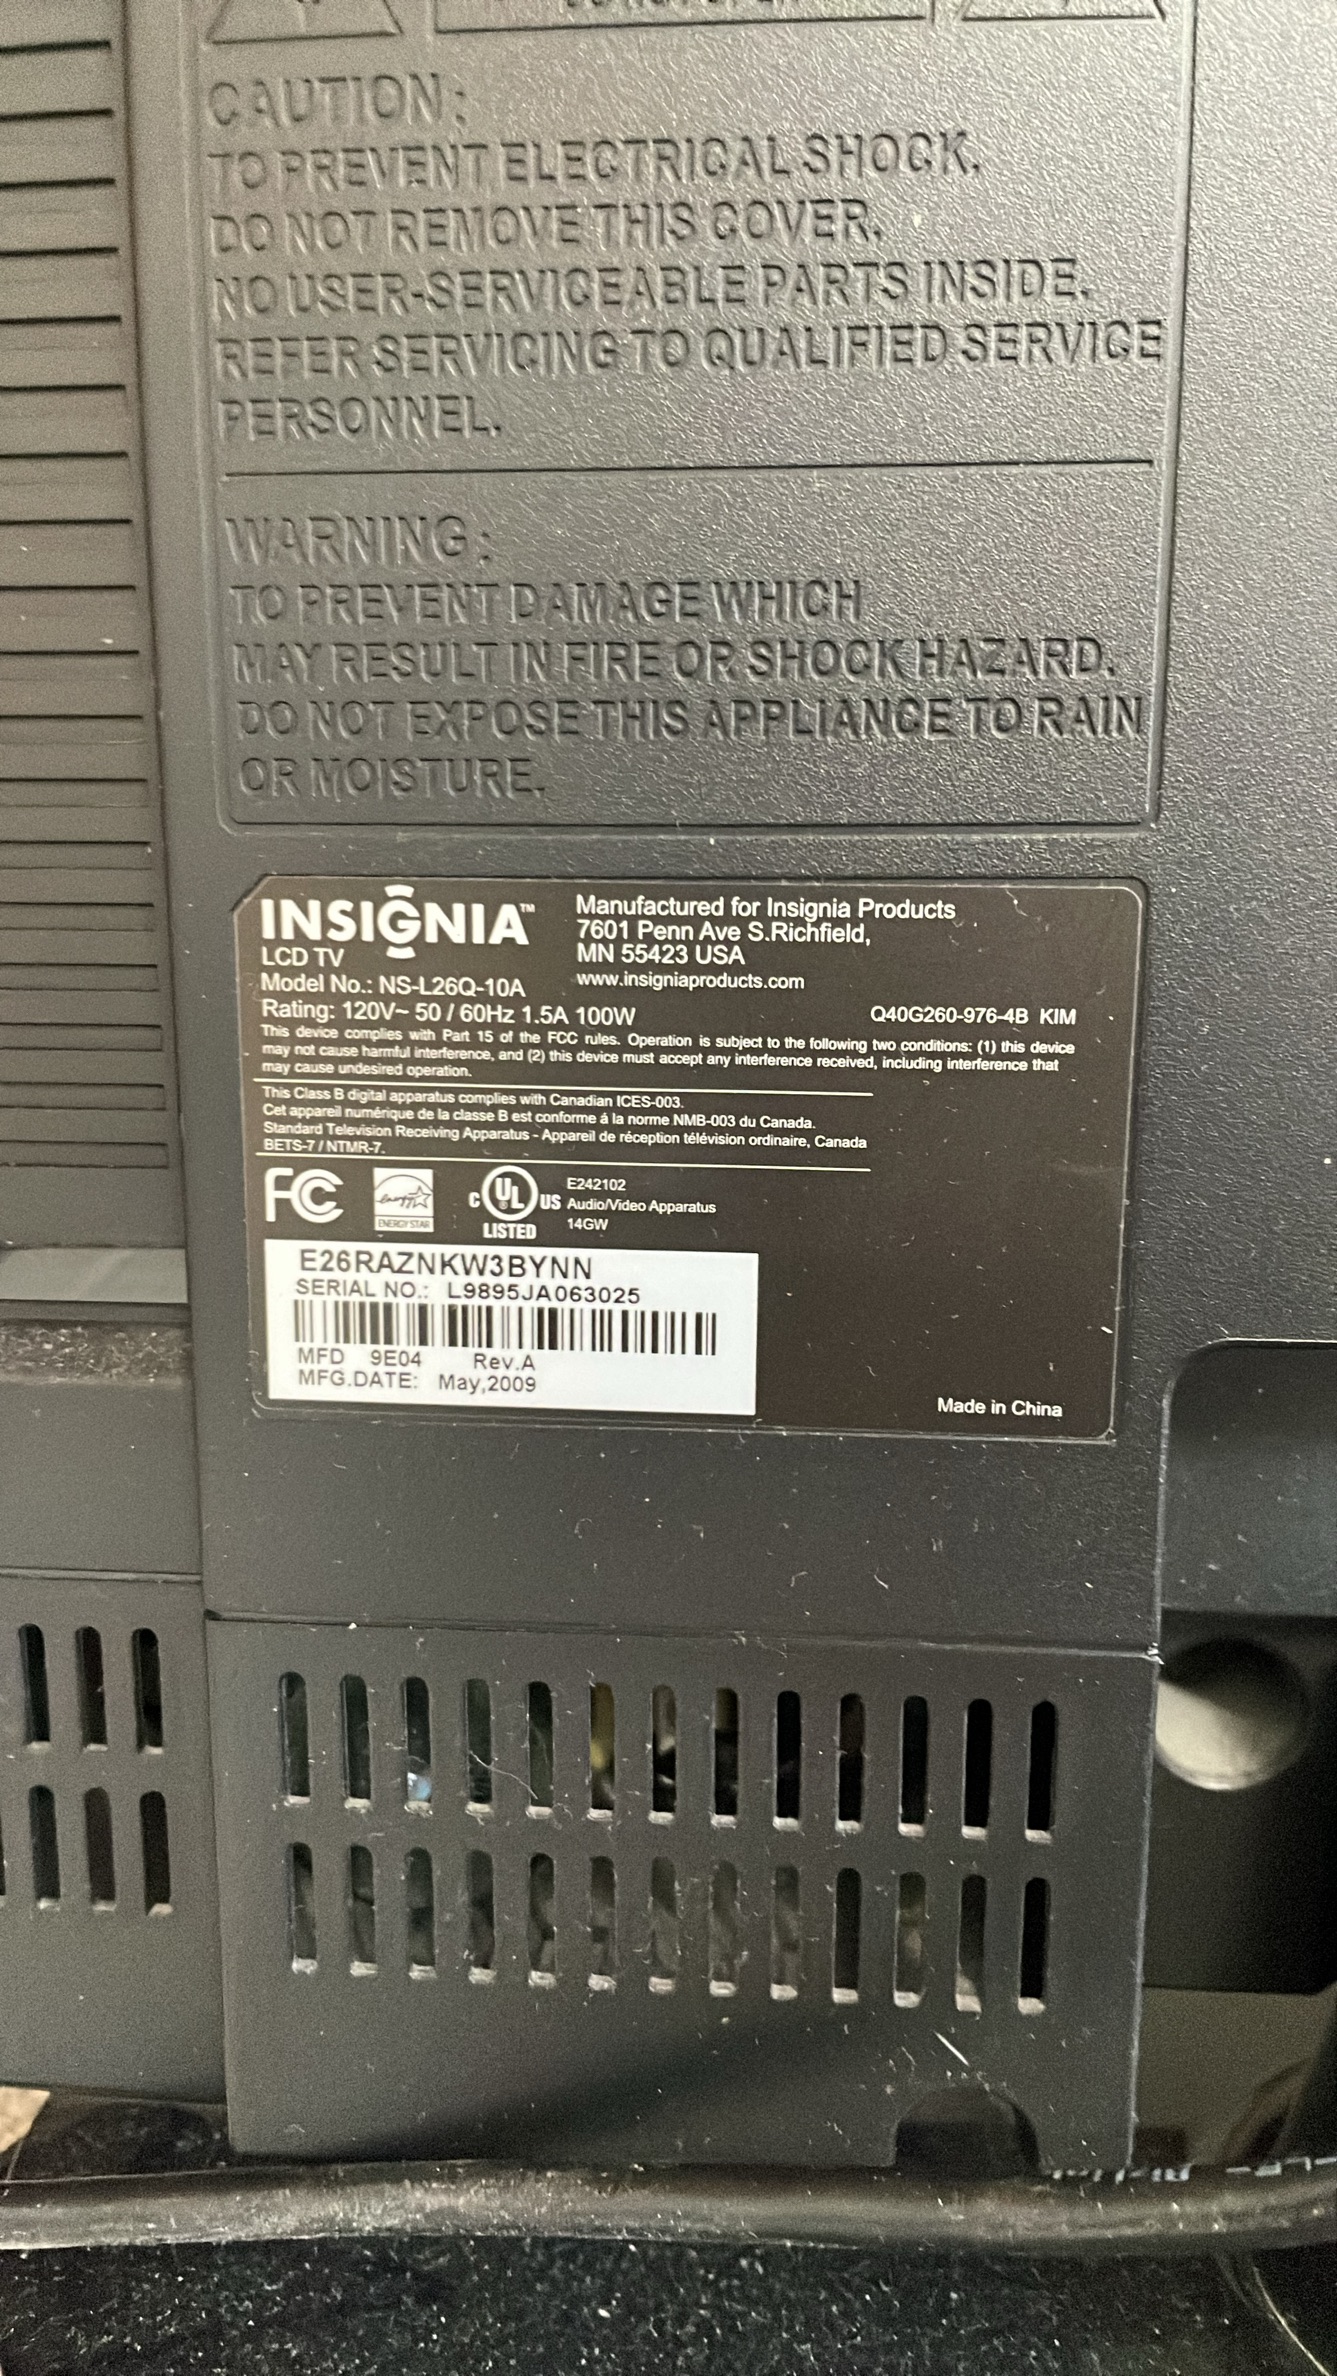 CAUTION:
TO PREVENT ELECTRICAL SHOCK,
DO NOT REMOVE THIS COVER.
NO USER-SERVICEABLE PARTS INSIDE.
REFER SERVICING TO QUALIFIED SERVICE
PERSONNEL.
WARNING:
TO PREVENT DAMAGE WHICH
MAY RESULT IN FIRE OR SHOCK HAZARD.
DO NOT EXPOSE THIS APPLIANCE TO RAIN
OR MOISTURE.
INSIGNIA™
Manufactured for Insignia Products
7601 Penn Ave S.Richfield,
MN 55423 USA
www.insigniaproducts.com
LCD TV
Model No.: NS-L26Q-10A
Rating: 120V~ 50 / 60Hz 1.5A 100W
Q40G260-976-4B KIM
This device complies with Part 15 of the FCC rules. Operation is subject to the following two conditions: (1) this device
may not cause harmful interference, and (2) this device must accept any interference received, including interference that
may cause undesired operation.
This Class B digital apparatus complies with Canadian ICES-003.
Cet appareil numérique de la classe B est conforme á la norme NMB-003 du Canada.
Standard Television Receiving Apparatus - Appareil de réception télévision ordinaire, Canada
BETS-7 / NTMR-7.
FC
energy
ENERGY STAR
C UL US
LISTED
E242102
Audio/Video Apparatus
14GW
E26RAZNKW3BYNN
SERIAL NO.: L9895JA063025
MFD 9E04 Rev.A
MFG.DATE: May,2009
Made in China